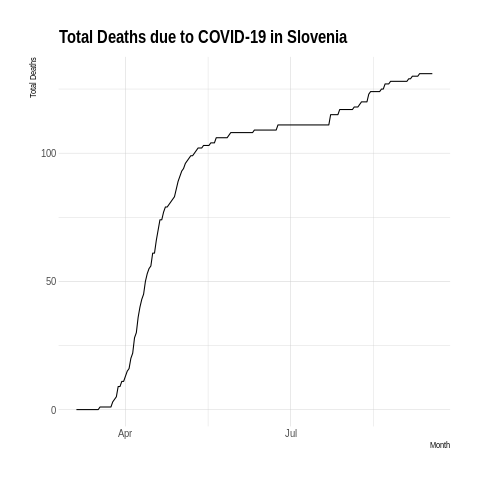 Total Deaths due to COVID-19 in Slovenia
Total Deaths
100
50
0
Apr
Jul
Month